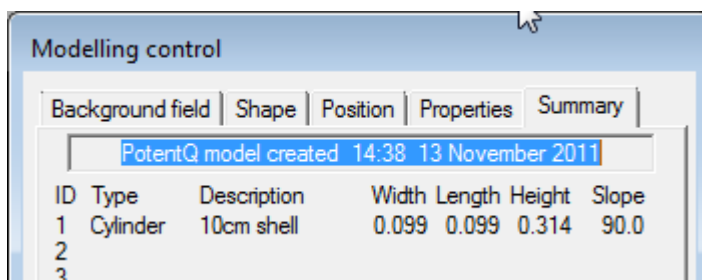 Modelling control
Background field Shape Position Properties Summary
PotentQ model created 14:38 13 November 2011
ID Type Description Width Length Height Slope
1 Cylinder 10cm shell 0.099 0.099 0.314 90.0
2
3